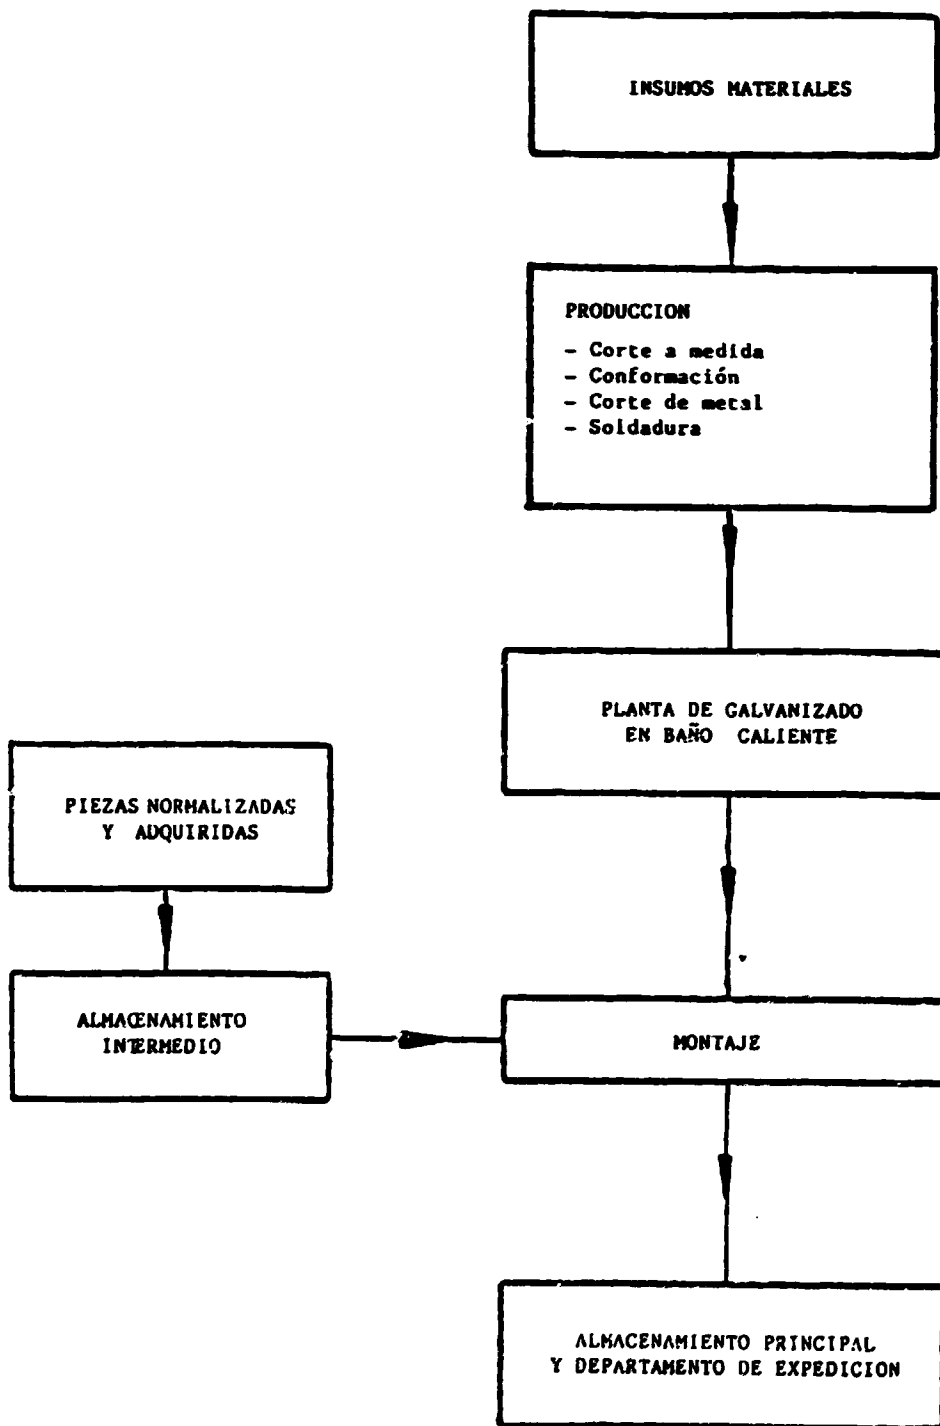 INSUMOS MATERIALES
PRODUCCION
- Corte a medida
- Conformación
- Corte de metal
- Soldadura
PLANTA DE GALVANIZADO
EN BAÑO CALIENTE
PIEZAS NORMALIZADAS
Y ADQUIRIDAS
ALMACENAMIENTO
INTERMEDIO
MONTAJE
ALMACENAMIENTO PRINCIPAL
Y DEPARTAMENTO DE EXPEDICION